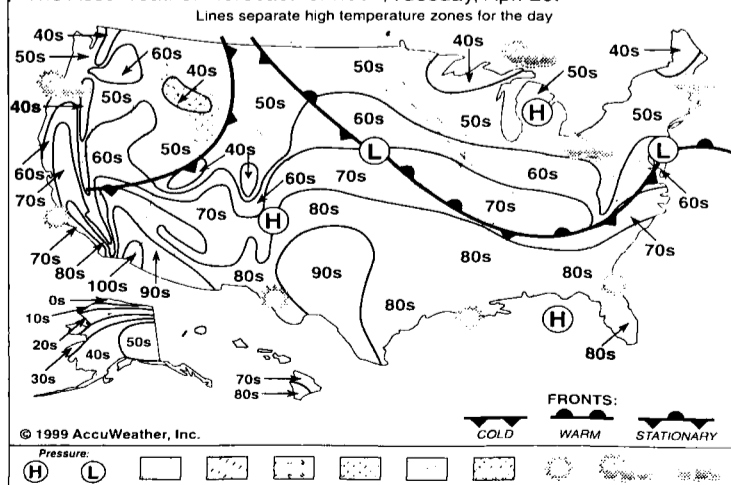 Lines separate high temperature zones for the day
40s
50s
60s
40s
50s
40s
50s
40s
50s
40s
50s
60s
50s
H
50s
40s
60s
50s
40s
L
60s
L
60s
70s
60s
70s
60s
70s
70s
H
80s
70s
80s
100s
90s
80s
90s
80s
80s
80s
H
80s
70s
0s
10s
20s
30s
40s
50s
70s
80s
© 1999 AccuWeather, Inc.
FRONTS:
COLD
WARM
STATIONARY
Pressure:
H
L